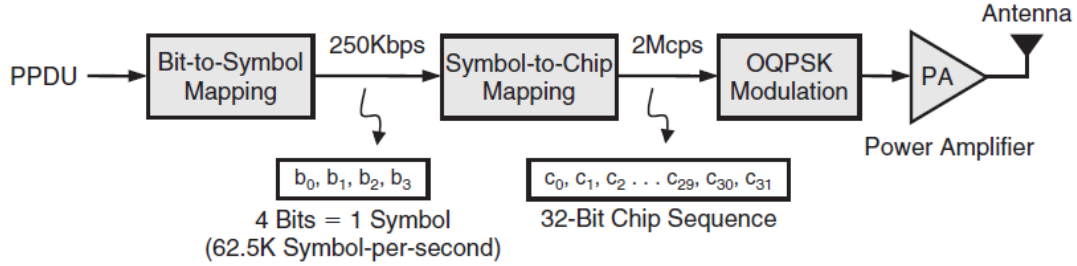 Antenna
PPDU
Bit-to-Symbol
Mapping
250Kbps
Symbol-to-Chip
Mapping
2Mcps
OQPSK
Modulation
PA
Power Amplifier
b₀, b₁, b₂, b₃
4 Bits = 1 Symbol
(62.5K Symbol-per-second)
c₀, c₁, c₂ . . . c₂₉, c₃₀, c₃₁
32-Bit Chip Sequence